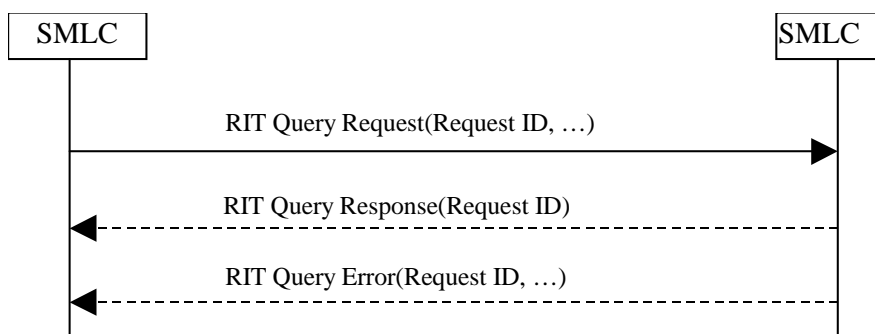 SMLC
SMLC
RIT Query Request(Request ID, …)
RIT Query Response(Request ID)
RIT Query Error(Request ID, …)